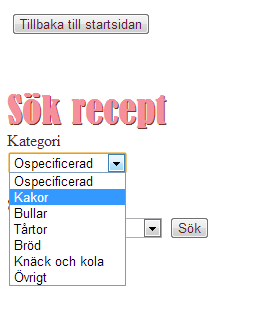 Tillbaka till startsidan
Sök recept
Kategori
Ospecificerad
Ospecificerad
Kakor
Bullar
Tårtor
Bröd
Sök
Knäck och kola
Övrigt